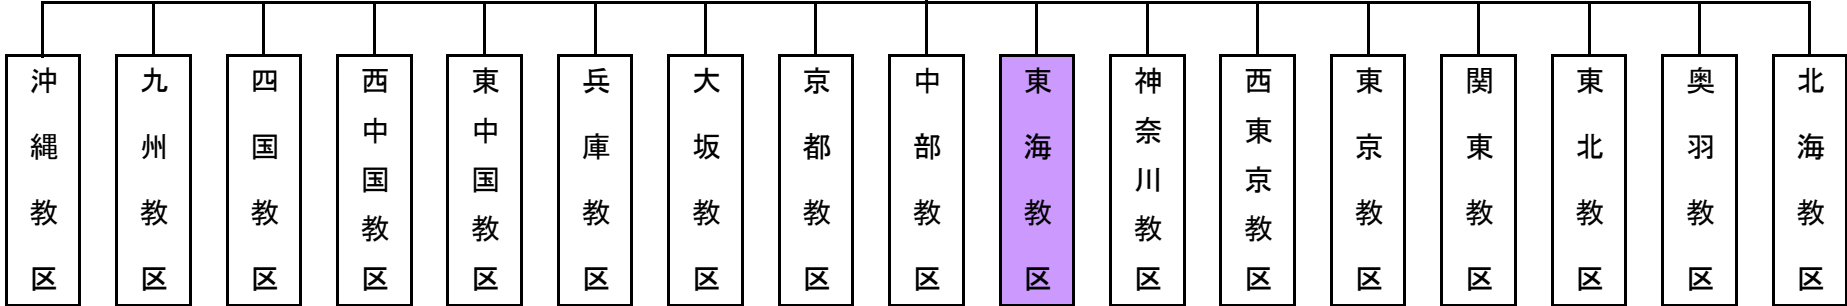 沖縄教区
九州教区
四国教区
西中国教区
東中国教区
兵庫教区
大坂教区
京都教区
中部教区
東海教区
神奈川教区
西東京教区
東京教区
関東教区
東北教区
奥羽教区
北海教区